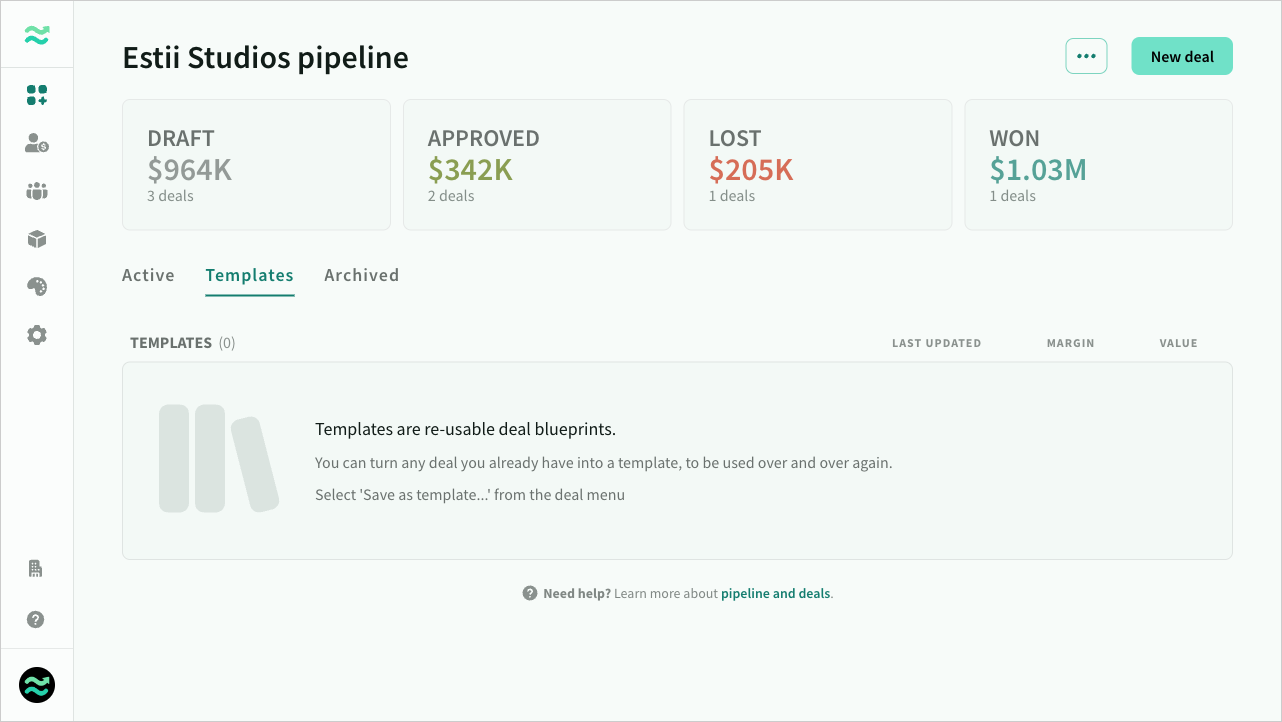 Estii Studios pipeline
New deal
DRAFT
$964K
3 deals
APPROVED
$342K
2 deals
LOST
$205K
1 deals
WON
$1.03M
1 deals
Active Templates Archived
TEMPLATES (0) LAST UPDATED MARGIN VALUE
Templates are re-usable deal blueprints.
You can turn any deal you already have into a template, to be used over and over again.
Select 'Save as template...' from the deal menu
Need help? Learn more about pipeline and deals.